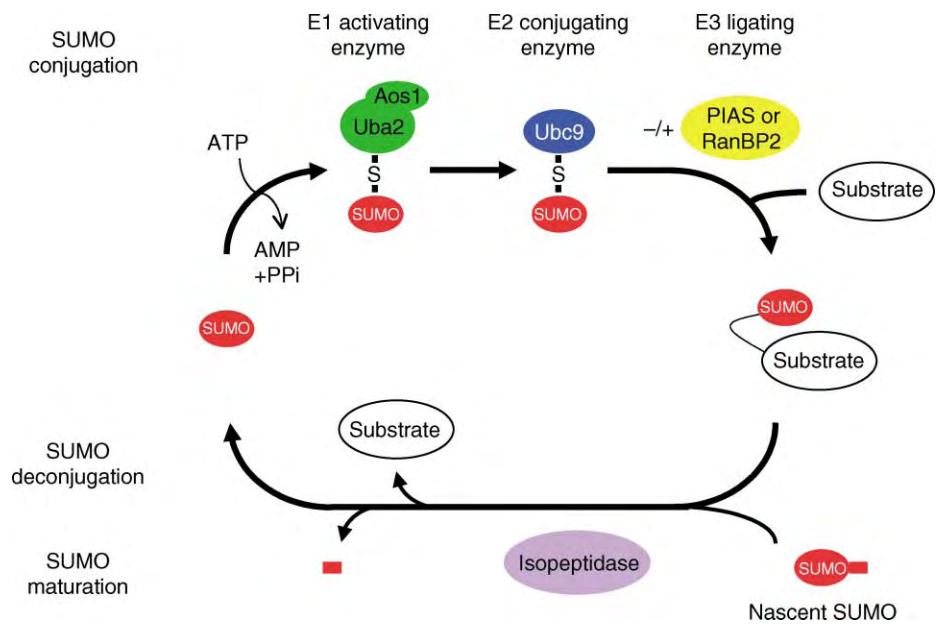 SUMO
conjugation
E1 activating
enzyme
E2 conjugating
enzyme
E3 ligating
enzyme
Aos1
Uba2
Ubc9
–/+
PIAS or
RanBP2
ATP
S
S
SUMO
SUMO
Substrate
AMP
+PPi
SUMO
SUMO
Substrate
Substrate
SUMO
deconjugation
SUMO
maturation
Isopeptidase
SUMO
Nascent SUMO